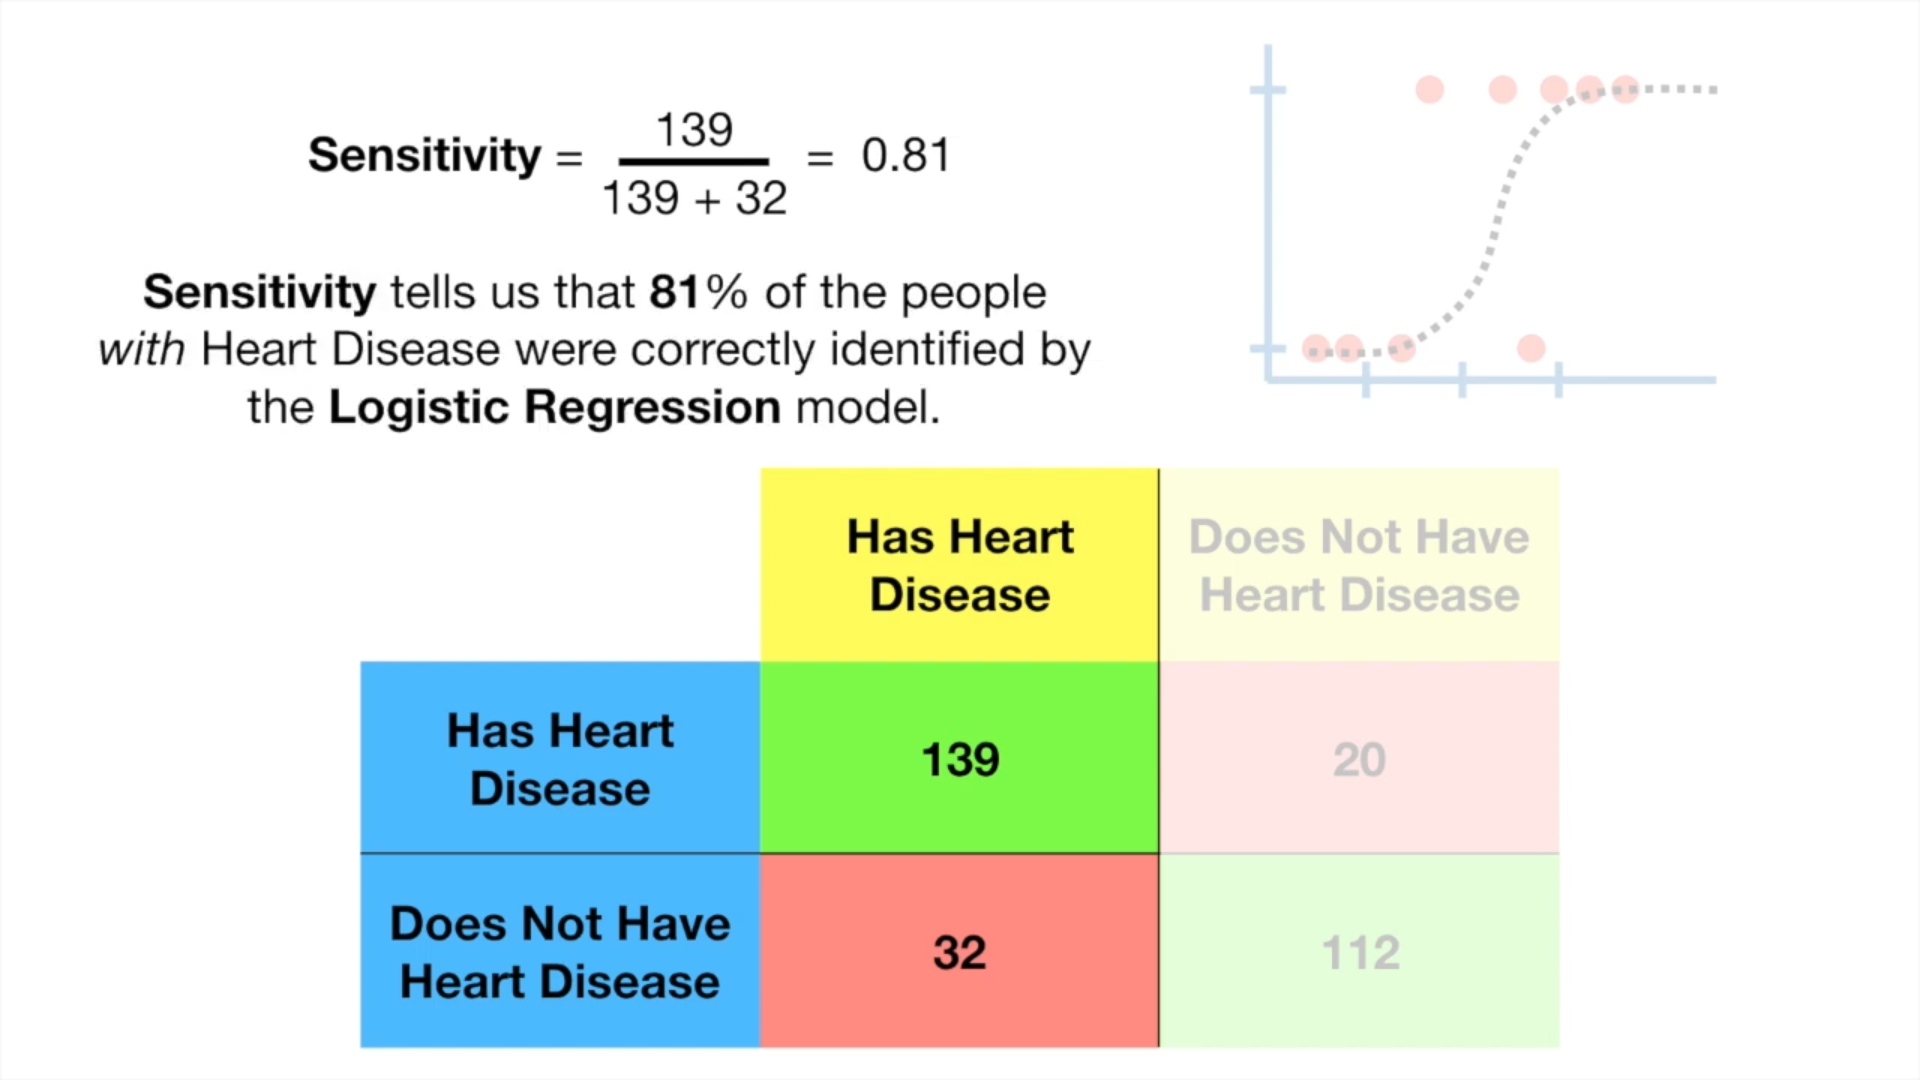 139
Sensitivity = ―― = 0.81
139 + 32
Sensitivity tells us that 81% of the people
with Heart Disease were correctly identified by
the Logistic Regression model.
Has Heart Disease
Does Not Have Heart Disease
Has Heart Disease
139
20
Does Not Have Heart Disease
32
112